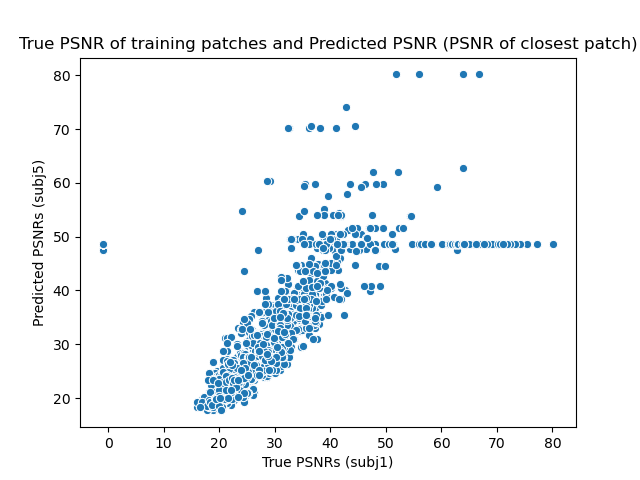 True PSNR of training patches and Predicted PSNR (PSNR of closest patch)
80
70
60
50
40
30
20
Predicted PSNRs (subj5)
0 10 20 30 40 50 60 70 80
True PSNRs (subj1)